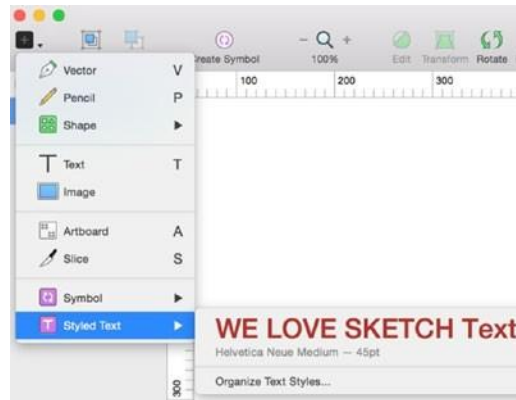 Create Symbol
- 100% +
Edit
Transform
Rotate
Vector V
Pencil P
Shape
Text T
Image
Artboard A
Slice S
Symbol
Styled Text
100 200 300
WE LOVE SKETCH Text
Helvetica Neue Medium — 45pt
Organize Text Styles...
300